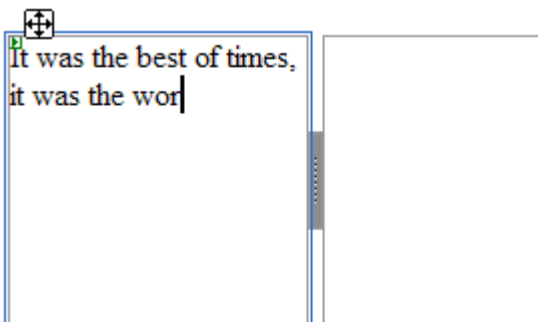 It was the best of times,
it was the wor